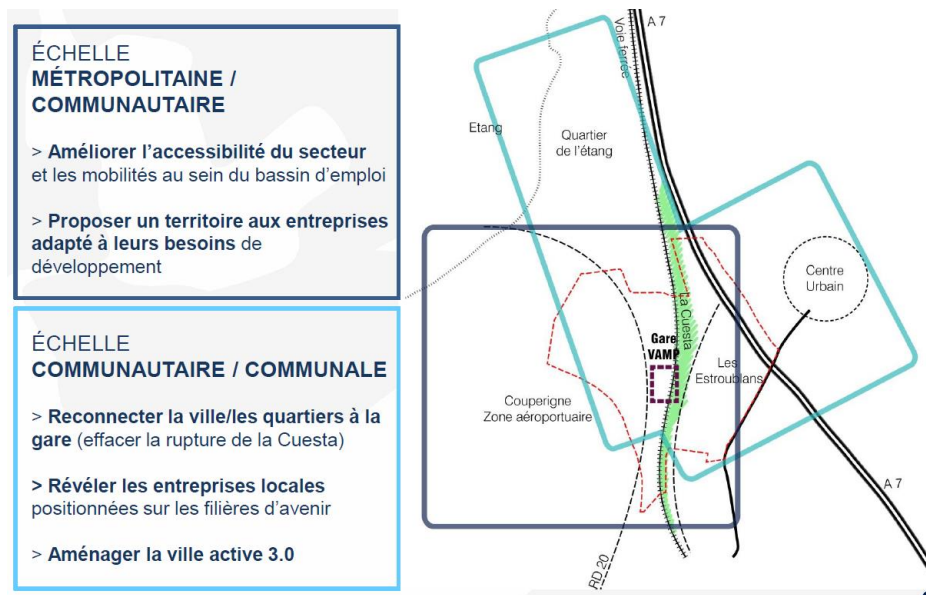 ÉCHELLE
MÉTROPOLITAINE /
COMMUNAUTAIRE
> Améliorer l'accessibilité du secteur
et les mobilités au sein du bassin d'emploi
> Proposer un territoire aux entreprises
adapté à leurs besoins de
développement
ÉCHELLE
COMMUNAUTAIRE / COMMUNALE
> Reconnecter la ville/les quartiers à la
gare (effacer la rupture de la Cuesta)
> Révéler les entreprises locales
positionnées sur les filières d'avenir
> Aménager la ville active 3.0
Voie ferrée
A 7
Etang
Quartier
de l'étang
Centre
Urbain
La Cuesta
Gare
VAMP
Les
Estroublans
Couperigne
Zone aéroportuaire
A 7
RD 20